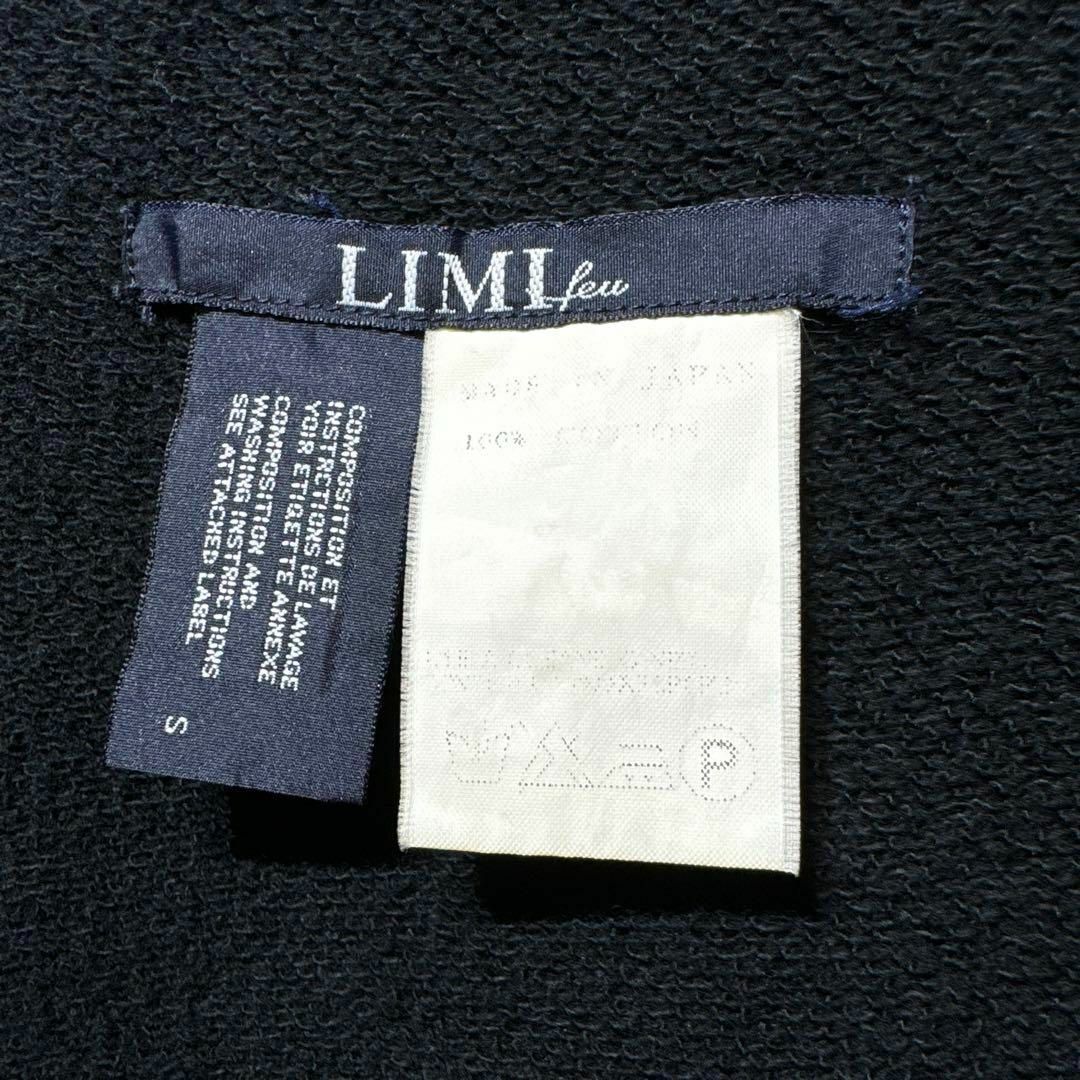 LIMI feu
COMPOSITION ET
INSTRUCTIONS DE LAVAGE
VOIR ETIQETTE ANNEXE
COMPOSITION AND
WASHING INSTRUCTIONS
SEE ATTACHED LABEL
S
MADE IN JAPAN
100% COTTON
P